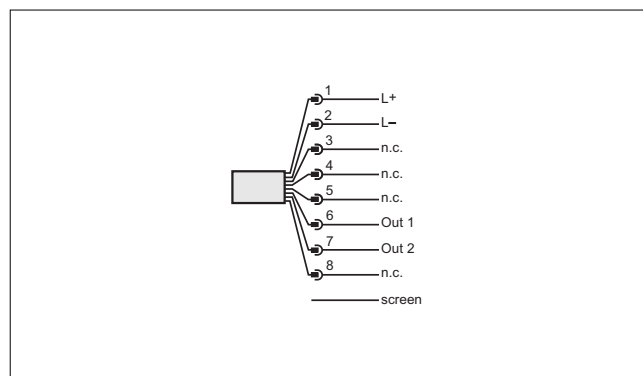 1 L+
2 L−
3 n.c.
4 n.c.
5 n.c.
6 Out 1
7 Out 2
8 n.c.
screen